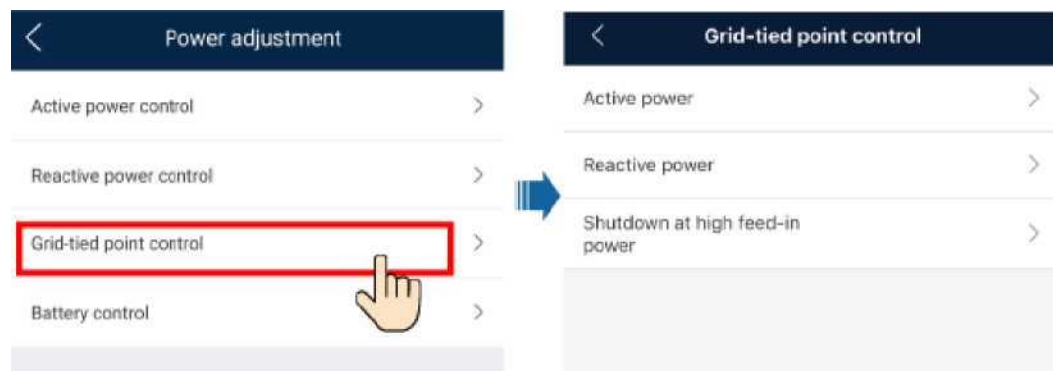 Power adjustment
Active power control
Reactive power control
Grid-tied point control
Battery control
Grid-tied point control
Active power
Reactive power
Shutdown at high feed-in
power